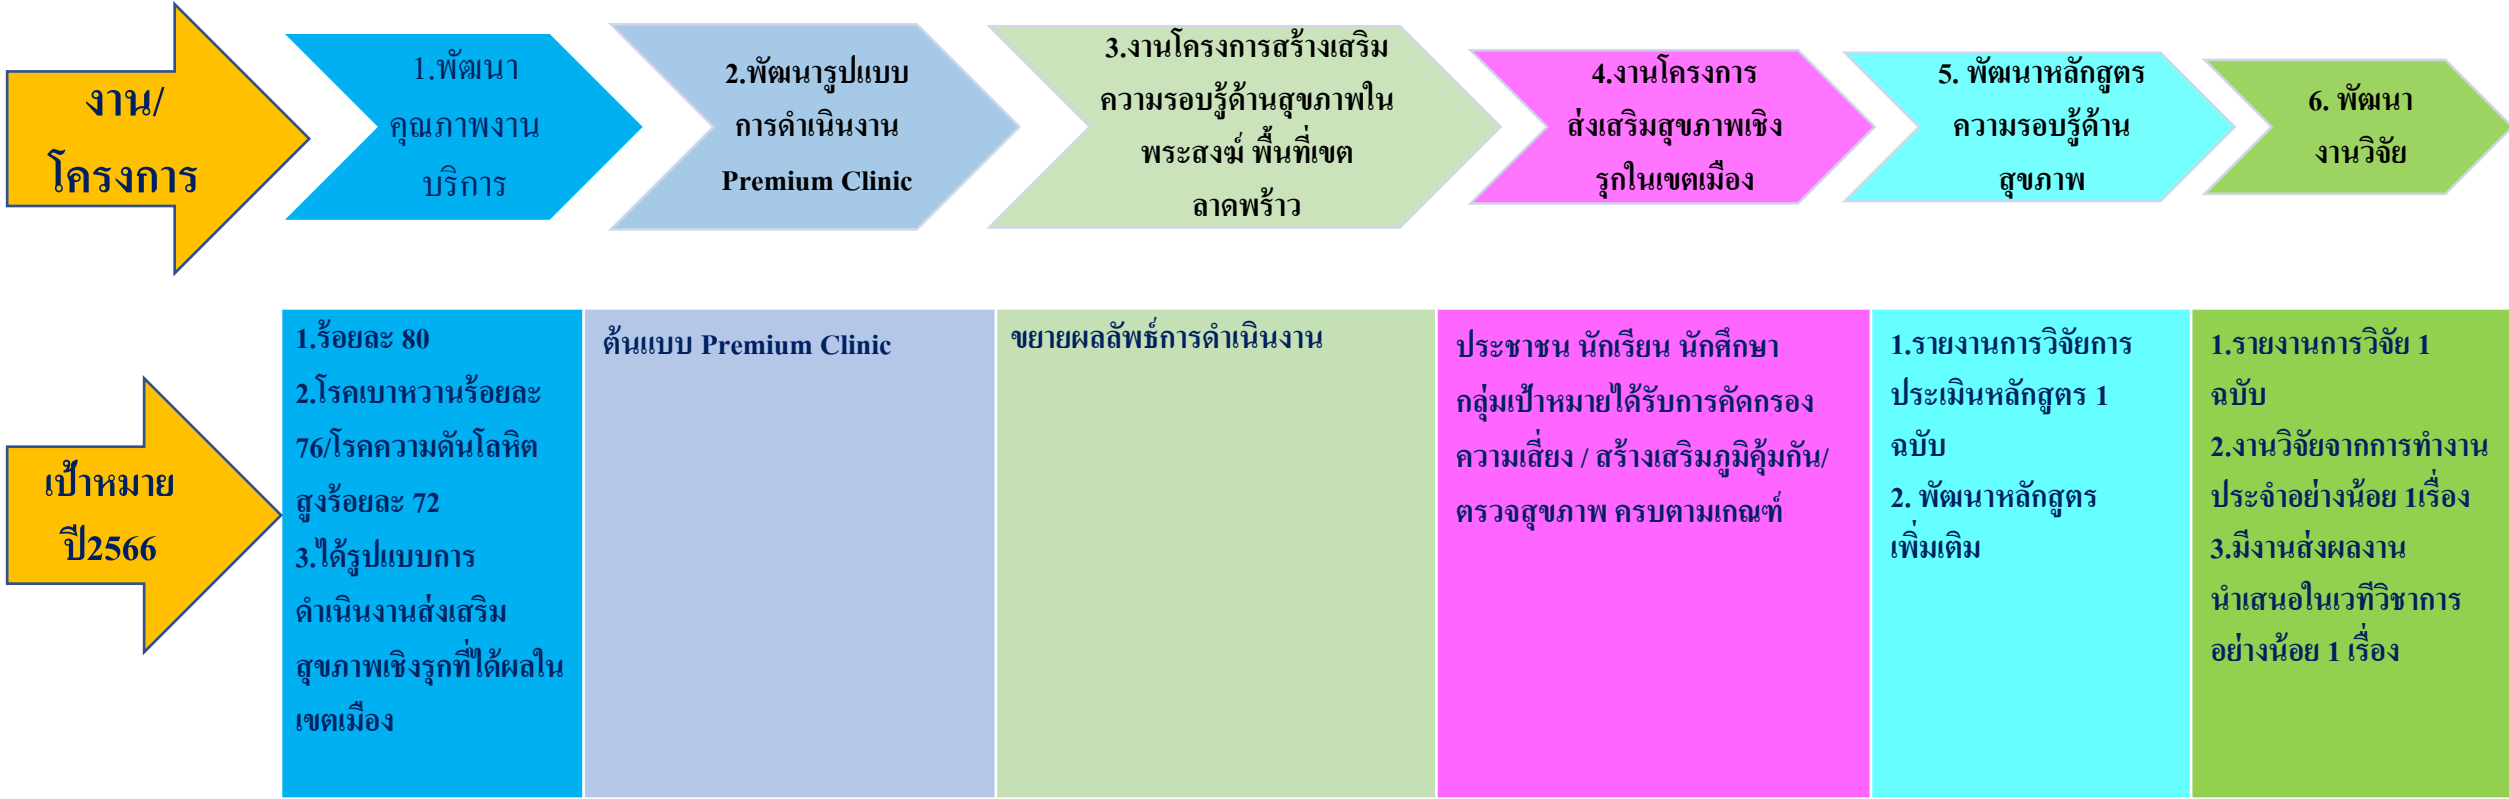 งาน/
โครงการ
1.พัฒนา
คุณภาพงาน
บริการ
2.พัฒนารูปแบบ
การดำเนินงาน
Premium Clinic
3.งานโครงการสร้างเสริม
ความรอบรู้ด้านสุขภาพใน
พระสงฆ์ พื้นที่เขต
ลาดพร้าว
4.งานโครงการ
ส่งเสริมสุขภาพเชิง
รุกในเขตเมือง
5. พัฒนาหลักสูตร
ความรอบรู้ด้าน
สุขภาพ
6. พัฒนา
งานวิจัย
เป้าหมาย
ปี2566
1.ร้อยละ 80
2.โรคเบาหวานร้อยละ
76/โรคความดันโลหิต
สูงร้อยละ 72
3.ได้รูปแบบการ
ดำเนินงานส่งเสริม
สุขภาพเชิงรุกที่ได้ผลใน
เขตเมือง
ต้นแบบ Premium Clinic
ขยายผลลัพธ์การดำเนินงาน
ประชาชน นักเรียน นักศึกษา
กลุ่มเป้าหมายได้รับการคัดกรอง
ความเสี่ยง / สร้างเสริมภูมิคุ้มกัน/
ตรวจสุขภาพ ครบตามเกณฑ์
1.รายงานการวิจัยการ
ประเมินหลักสูตร 1
ฉบับ
2. พัฒนาหลักสูตร
เพิ่มเติม
1.รายงานการวิจัย 1
ฉบับ
2.งานวิจัยจากการทำงาน
ประจำอย่างน้อย 1เรื่อง
3.มีงานส่งผลงาน
นำเสนอในเวทีวิชาการ
อย่างน้อย 1 เรื่อง